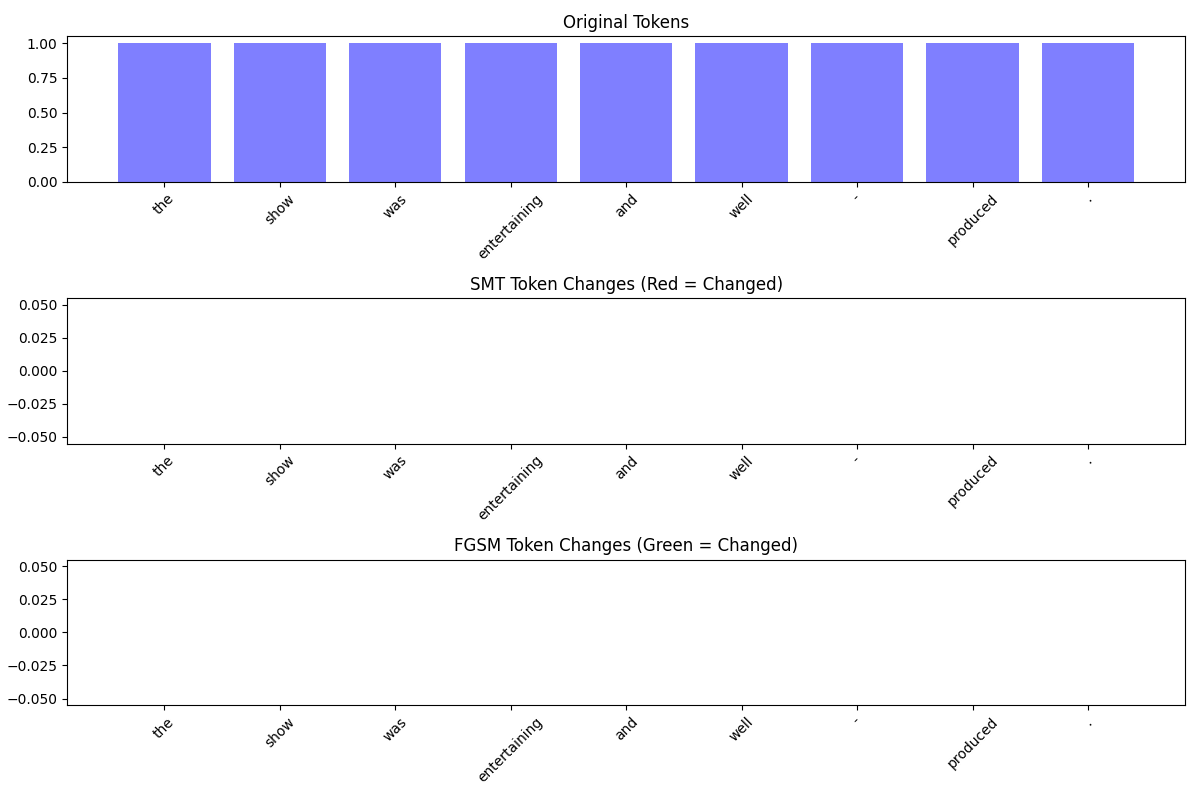 Original Tokens
1.00
0.75
0.50
0.25
0.00
the show was entertaining and well - produced .
SMT Token Changes (Red = Changed)
0.050
0.025
0.000
−0.025
−0.050
the show was entertaining and well - produced .
FGSM Token Changes (Green = Changed)
0.050
0.025
0.000
−0.025
−0.050
the show was entertaining and well - produced .